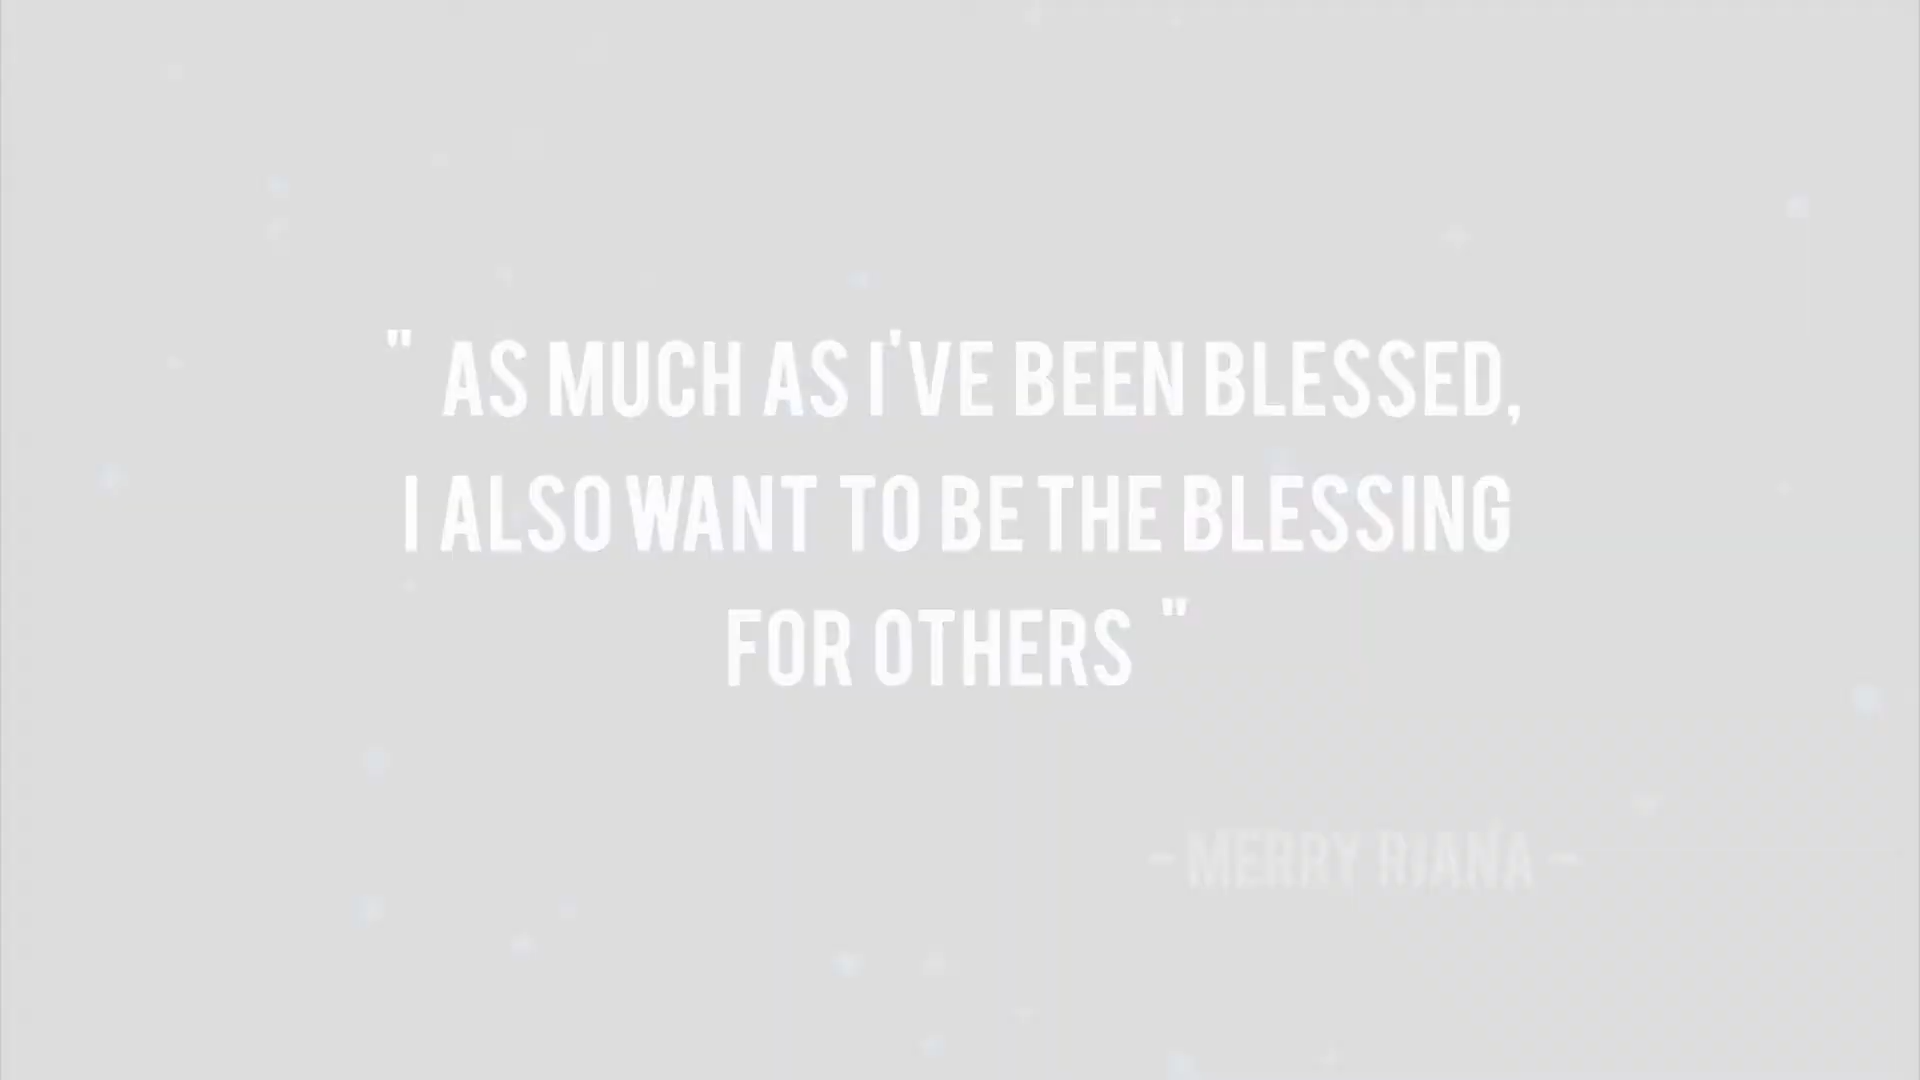 " AS MUCH AS I'VE BEEN BLESSED,
I ALSO WANT TO BE THE BLESSING
FOR OTHERS "
- MERRY RIANA -